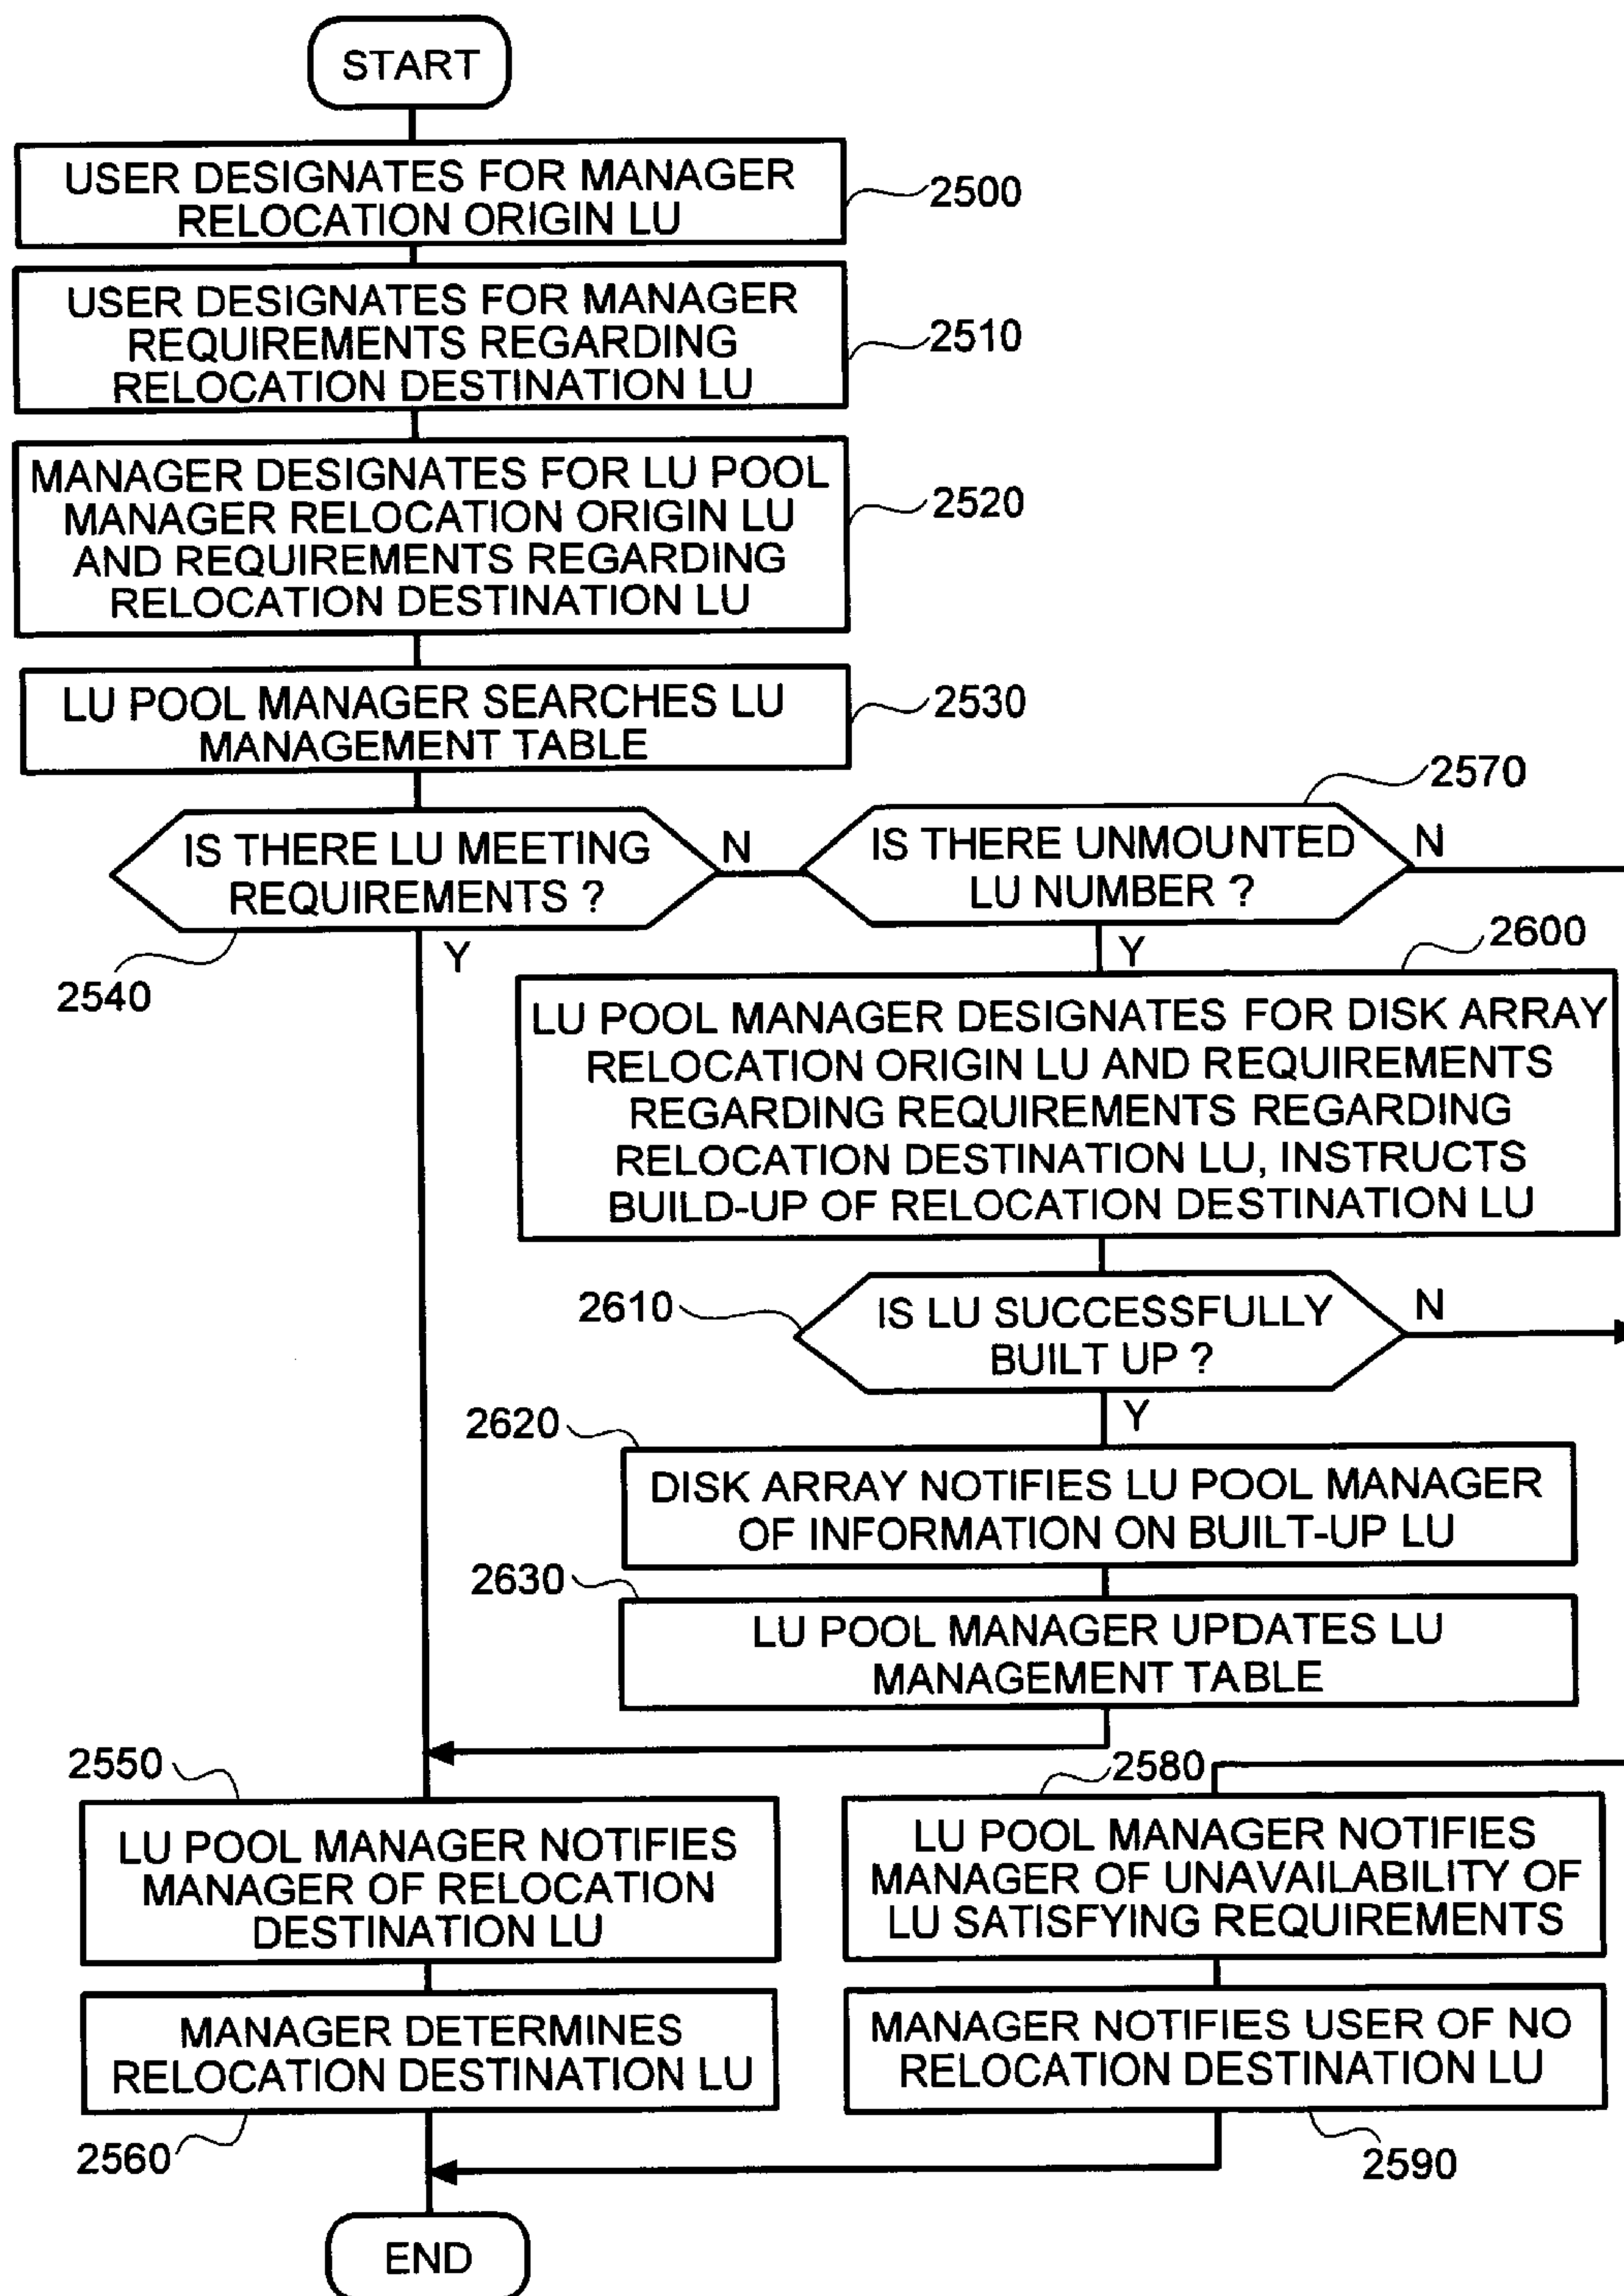 START
USER DESIGNATES FOR MANAGER
RELOCATION ORIGIN LU
2500
USER DESIGNATES FOR MANAGER
REQUIREMENTS REGARDING
RELOCATION DESTINATION LU
2510
MANAGER DESIGNATES FOR LU POOL
MANAGER RELOCATION ORIGIN LU
AND REQUIREMENTS REGARDING
RELOCATION DESTINATION LU
2520
LU POOL MANAGER SEARCHES LU
MANAGEMENT TABLE
2530
IS THERE LU MEETING
REQUIREMENTS ?
N
Y
2540
2570
IS THERE UNMOUNTED
LU NUMBER ?
N
Y
2600
LU POOL MANAGER DESIGNATES FOR DISK ARRAY
RELOCATION ORIGIN LU AND REQUIREMENTS
REGARDING REQUIREMENTS REGARDING
RELOCATION DESTINATION LU, INSTRUCTS
BUILD-UP OF RELOCATION DESTINATION LU
2610
IS LU SUCCESSFULLY
BUILT UP ?
N
Y
2620
DISK ARRAY NOTIFIES LU POOL MANAGER
OF INFORMATION ON BUILT-UP LU
2630
LU POOL MANAGER UPDATES LU
MANAGEMENT TABLE
2550
LU POOL MANAGER NOTIFIES
MANAGER OF RELOCATION
DESTINATION LU
2580
LU POOL MANAGER NOTIFIES
MANAGER OF UNAVAILABILITY OF
LU SATISFYING REQUIREMENTS
MANAGER DETERMINES
RELOCATION DESTINATION LU
2560
MANAGER NOTIFIES USER OF NO
RELOCATION DESTINATION LU
2590
END